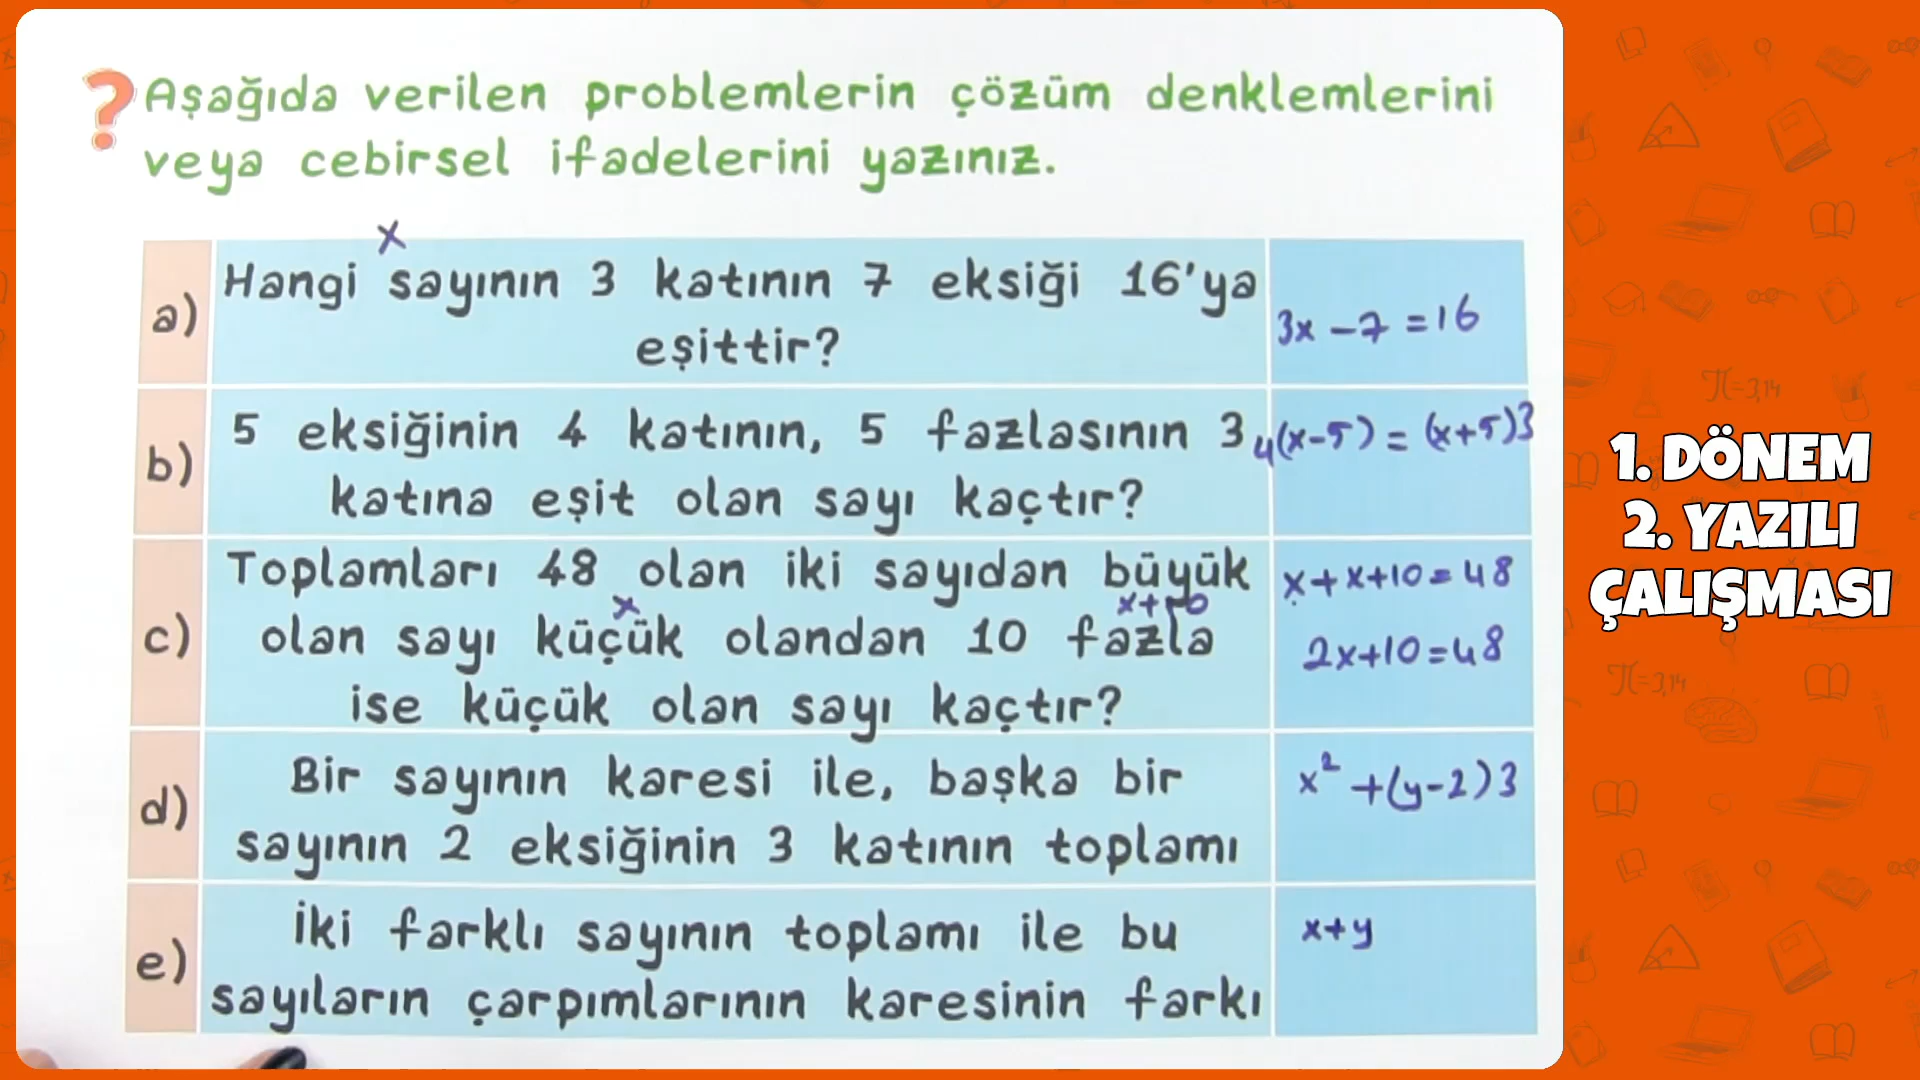 ? Aşağıda verilen problemlerin çözüm denklemlerini
veya cebirsel ifadelerini yazınız.
x
a) Hangi sayının 3 katının 7 eksiği 16'ya
eşittir?
3x - 7 = 16
b) 5 eksiğinin 4 katının, 5 fazlasının 3
katına eşit olan sayı kaçtır?
4(x-5) = (x+5)3
c) Toplamları 48 olan iki sayıdan büyük
x x+10
olan sayı küçük olandan 10 fazla
ise küçük olan sayı kaçtır?
x+x+10=48
2x+10=48
d) Bir sayının karesi ile, başka bir
sayının 2 eksiğinin 3 katının toplamı
x² +(y-2)3
e) İki farklı sayının toplamı ile bu
sayıların çarpımlarının karesinin farkı
x+y
1. DÖNEM
2. YAZILI
ÇALIŞMASI
π=3,14
π=3,14